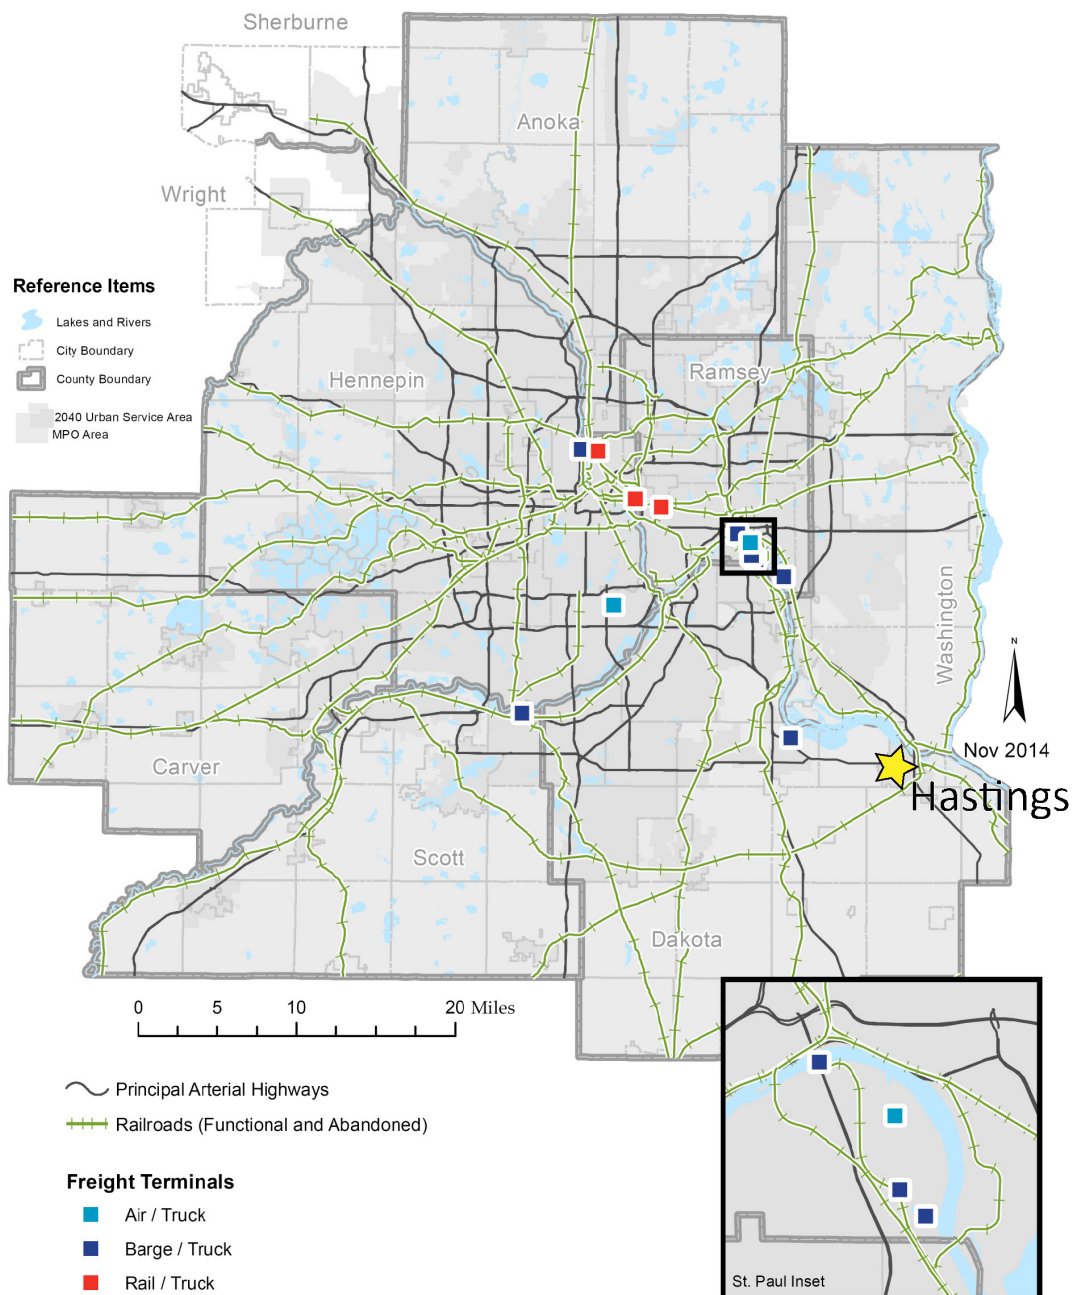 Sherburne
Anoka
Wright
Reference Items
Lakes and Rivers
City Boundary
County Boundary
2040 Urban Service Area
MPO Area
Hennepin
Ramsey
Washington
N
Nov 2014
Hastings
Carver
Scott
Dakota
0 5 10 20 Miles
Principal Arterial Highways
Railroads (Functional and Abandoned)
Freight Terminals
Air / Truck
Barge / Truck
Rail / Truck
St. Paul Inset